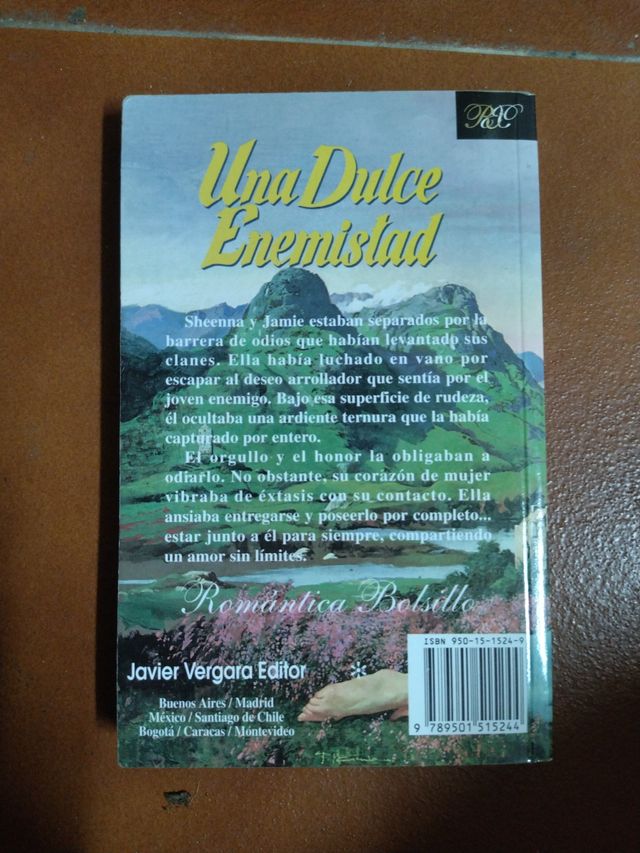 Una Dulce
Enemistad
Sheenna y Jamie estaban separados por la
barrera de odios que habían levantado sus
clanes. Ella había luchado en vano por
escapar al deseo arrollador que sentía por el
joven enemigo. Bajo esa superficie de rudeza,
él ocultaba una ardiente ternura que la había
capturado por entero.
El orgullo y el honor la obligaban a
odiarlo. No obstante, su corazón de mujer
vibraba de éxtasis con su contacto. Ella
ansiaba entregarse y poseerlo por completo...
estar junto a él para siempre, compartiendo
un amor sin límites.
Romántica Bolsillo
ISBN 950-15-1524-9
Javier Vergara Editor
Buenos Aires / Madrid
México / Santiago de Chile
Bogotá / Caracas / Montevideo
9 789501 515244